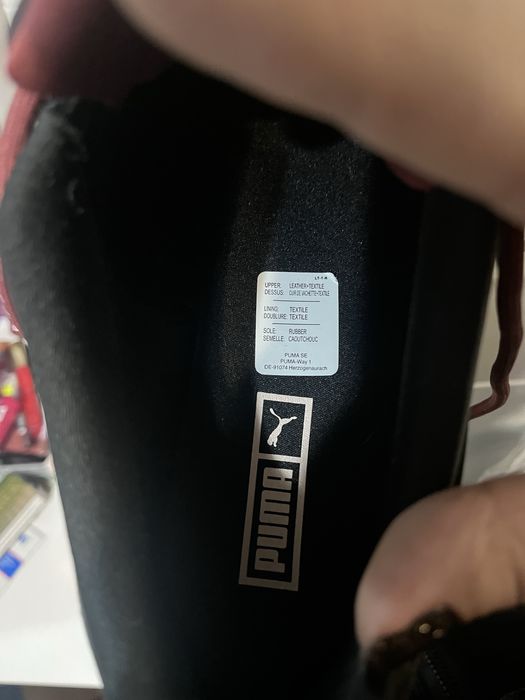 UPPER: LEATHER+TEXTILE
DESSUS: CUIR DE VACHETTE+TEXTILE
LINING: TEXTILE
DOUBLURE: TEXTILE
SOLE: RUBBER
SEMELLE: CAOUTCHOUC
PUMA SE
PUMA-Way 1
DE-91074 Herzogenaurach
PUMA